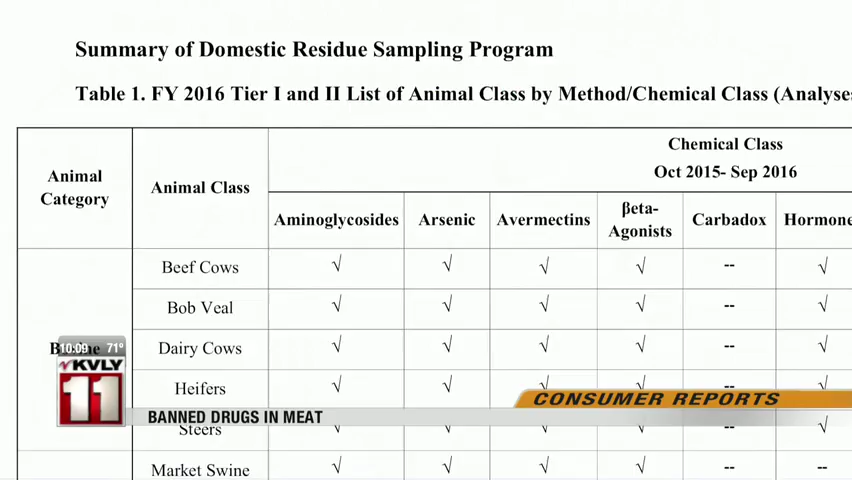 Summary of Domestic Residue Sampling Program
Table 1. FY 2016 Tier I and II List of Animal Class by Method/Chemical Class (Analyse
Animal Category
Animal Class
Chemical Class
Oct 2015- Sep 2016
Aminoglycosides Arsenic Avermectins βeta-Agonists Carbadox Hormone
Beef Cows √ √ √ √ -- √
Bob Veal √ √ √ √ -- √
Dairy Cows √ √ √ √ -- √
Heifers √ √ √ √ -- √
Steers √ √ √ √ -- √
Market Swine √ √ √ √ -- --
10:09 71°
KVLY
11
CONSUMER REPORTS
BANNED DRUGS IN MEAT